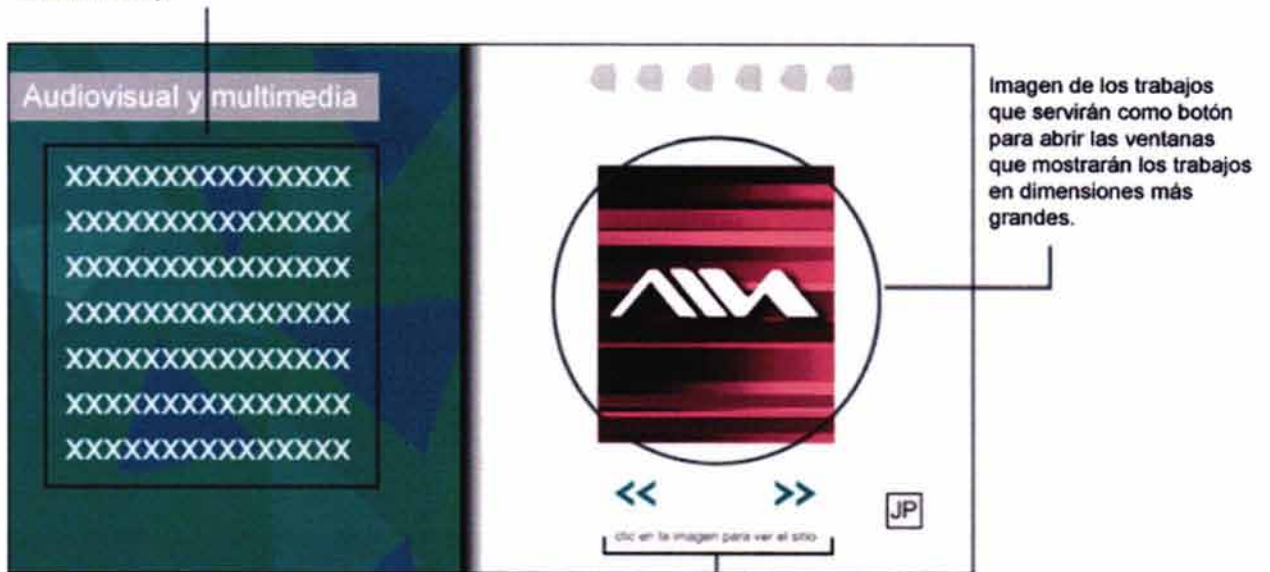 Audiovisual y multimedia
XXXXXXXXXXXXXXX
XXXXXXXXXXXXXXX
XXXXXXXXXXXXXXX
XXXXXXXXXXXXXXX
XXXXXXXXXXXXXXX
XXXXXXXXXXXXXXX
XXXXXXXXXXXXXXX
<< >>
clic en la imagen para ver el sitio
JP
Imagen de los trabajos
que servirán como botón
para abrir las ventanas
que mostrarán los trabajos
en dimensiones más
grandes.